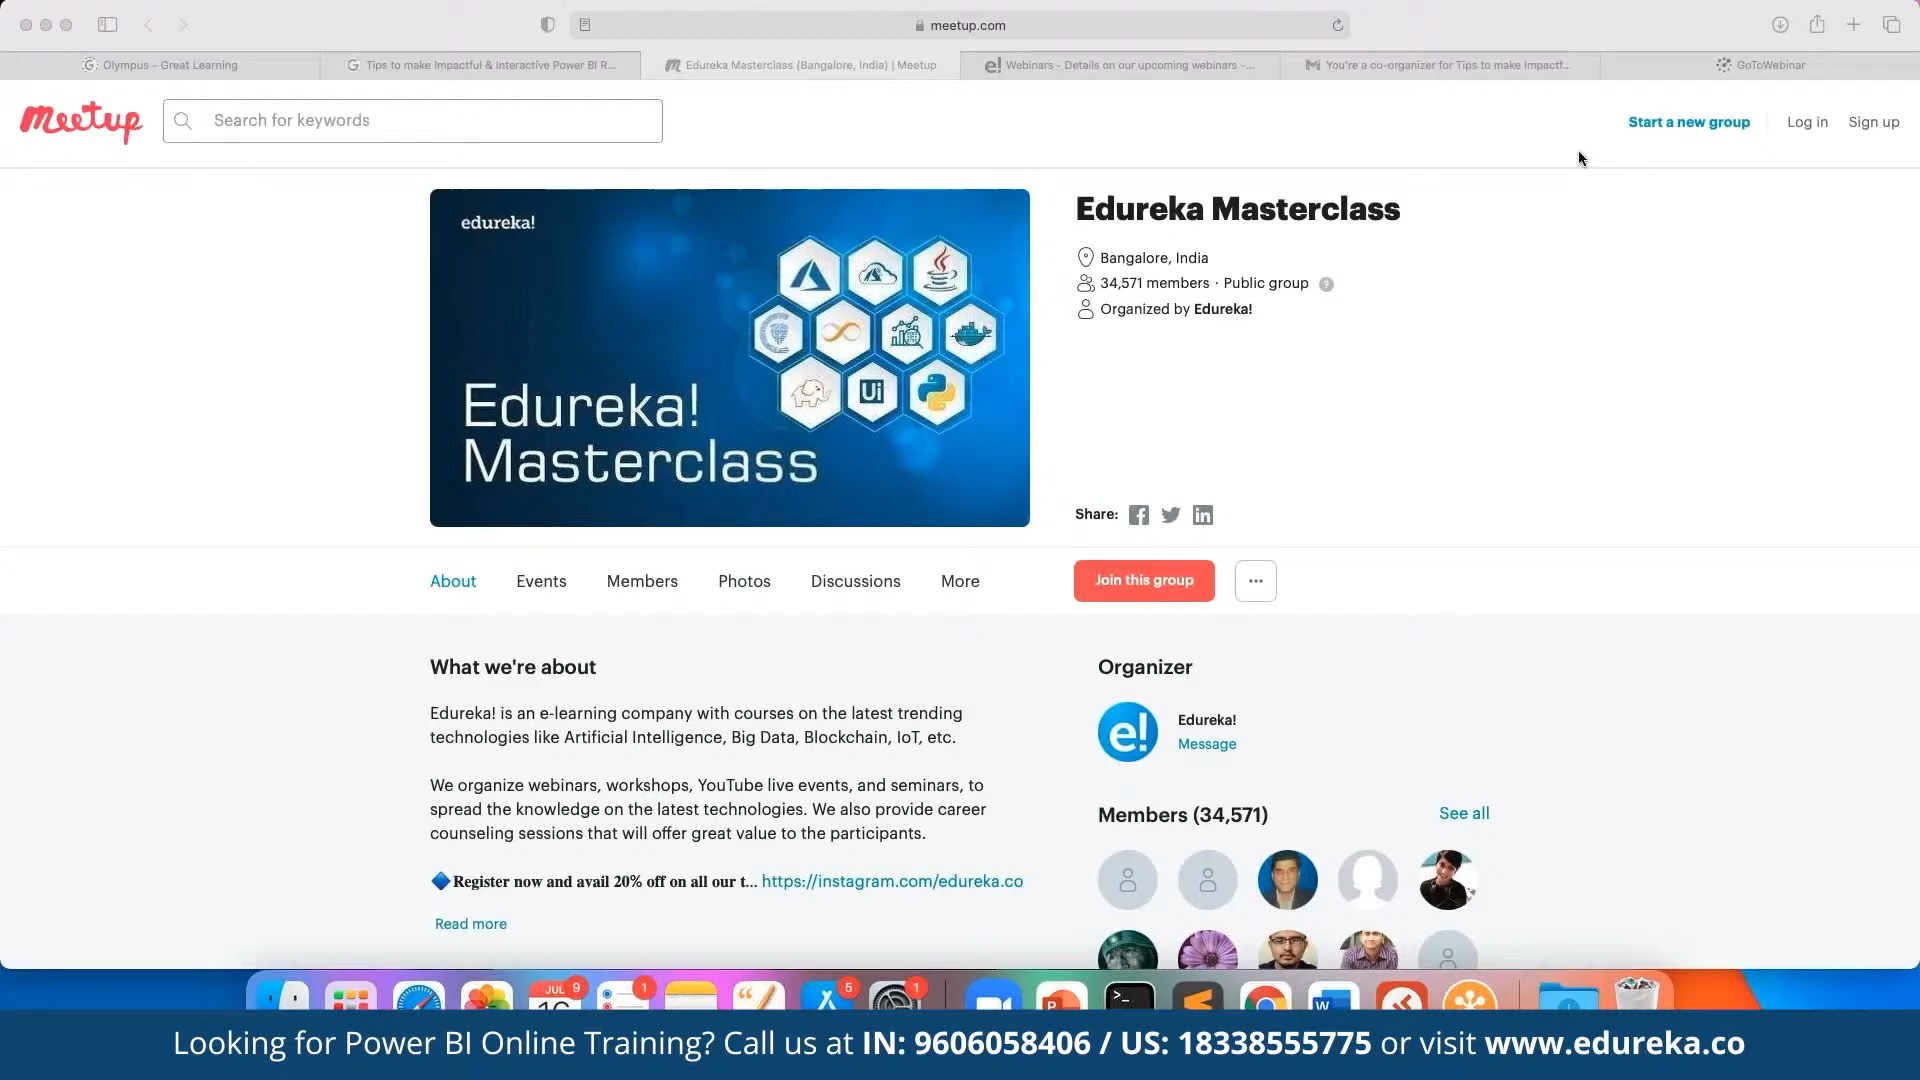 meetup.com
Olympus - Great Learning
Tips to make Impactful & Interactive Power BI R...
Edureka Masterclass (Bangalore, India) | Meetup
Webinars - Details on our upcoming webinars -...
You're a co-organizer for Tips to make Impactf...
GoToWebinar
meetup
Search for keywords
Start a new group
Log in
Sign up
edureka!
Ui
Edureka!
Masterclass
Edureka Masterclass
Bangalore, India
34,571 members · Public group ?
Organized by Edureka!
Share:
About
Events
Members
Photos
Discussions
More
Join this group
...
What we're about
Edureka! is an e-learning company with courses on the latest trending
technologies like Artificial Intelligence, Big Data, Blockchain, IoT, etc.
We organize webinars, workshops, YouTube live events, and seminars, to
spread the knowledge on the latest technologies. We also provide career
counseling sessions that will offer great value to the participants.
🔷Register now and avail 20% off on all our t... https://instagram.com/edureka.co
Read more
Organizer
e!
Edureka!
Message
Members (34,571)
See all
JUL
9
1
5
1
P
>_
W
Looking for Power BI Online Training? Call us at IN: 9606058406 / US: 18338555775 or visit www.edureka.co